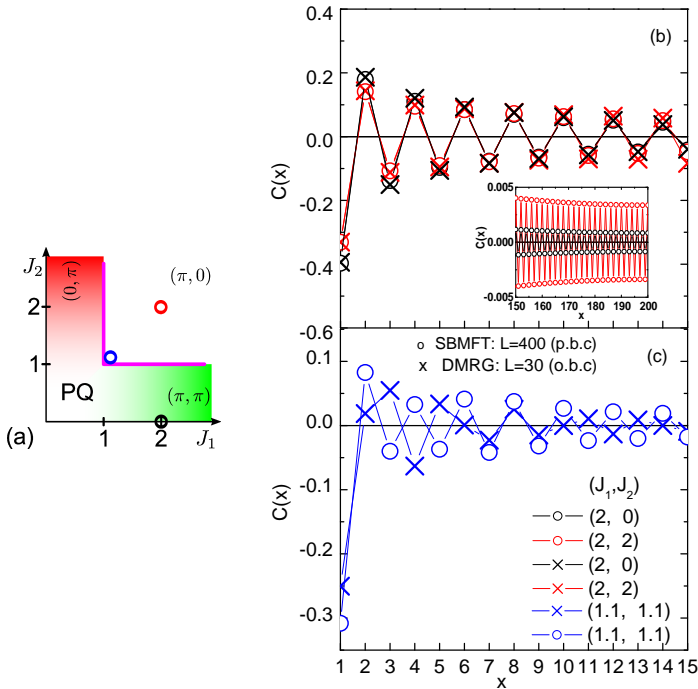 (a)
J2
2
1
(0,π)
(π,0)
PQ
(π,π)
1
2
J1
(b)
C(x)
0.4
0.2
0.0
-0.2
-0.4
-0.6
C(x)
0.005
0.000
-0.005
150
160
170
180
190
200
x
(c)
o SBMFT: L=400 (p.b.c)
x DMRG: L=30 (o.b.c)
C(x)
0.1
0.0
-0.1
-0.2
-0.3
(J1,J2)
(2, 0)
(2, 2)
(2, 0)
(2, 2)
(1.1, 1.1)
(1.1, 1.1)
1 2 3 4 5 6 7 8 9 10 11 12 13 14 15
x